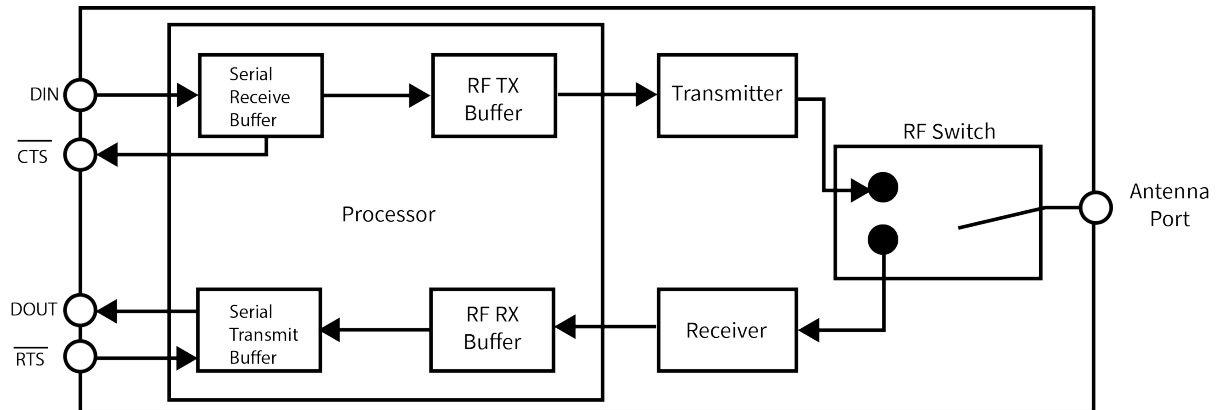 DIN
Serial
Receive
Buffer
RF TX
Buffer
Transmitter
RF Switch
CTS
Antenna
Port
Processor
DOUT
Serial
Transmit
Buffer
RF RX
Buffer
Receiver
RTS